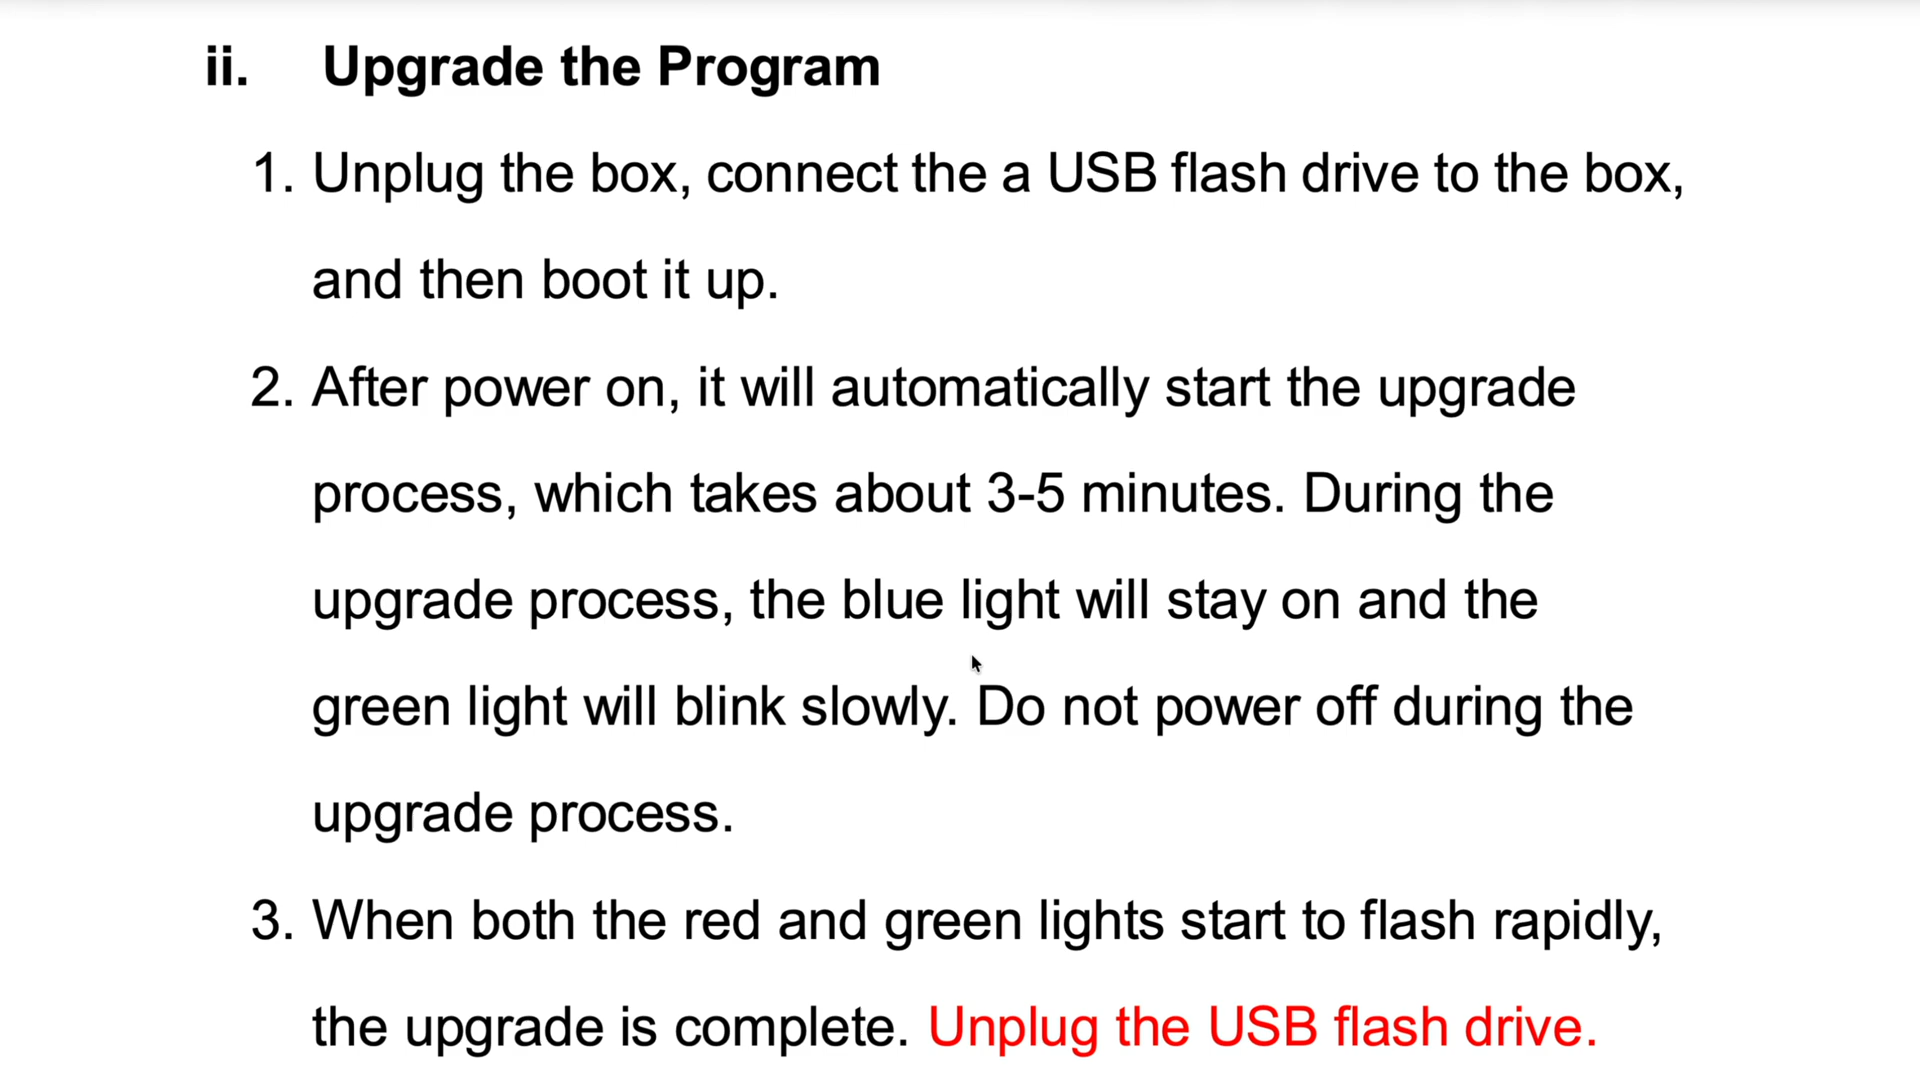 ii. Upgrade the Program
1. Unplug the box, connect the a USB flash drive to the box,
and then boot it up.
2. After power on, it will automatically start the upgrade
process, which takes about 3-5 minutes. During the
upgrade process, the blue light will stay on and the
green light will blink slowly. Do not power off during the
upgrade process.
3. When both the red and green lights start to flash rapidly,
the upgrade is complete. Unplug the USB flash drive.